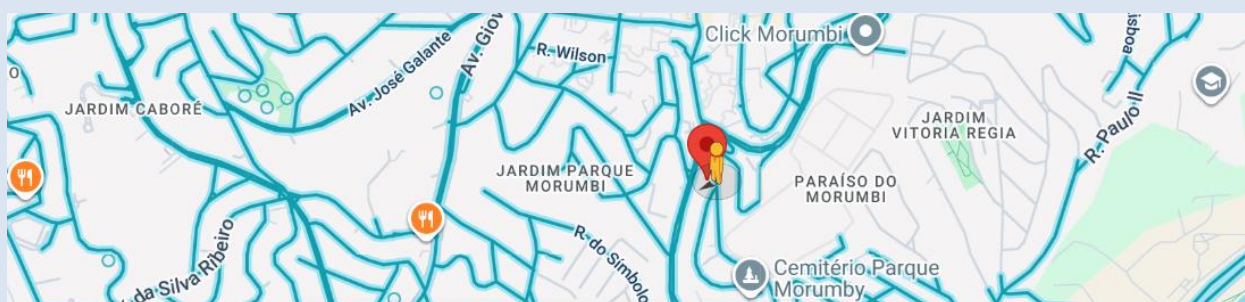 Click Morumbi
R. Wilson
Av. Giov
Av. José Galante
JARDIM CABORÉ
JARDIM
VITORIA REGIA
R. Paulo II
isboa
JARDIM PARQUE
MORUMBI
PARAÍSO DO
MORUMBI
da Silva Ribeiro
R. do Símbolo
Cemitério Parque
Morumby